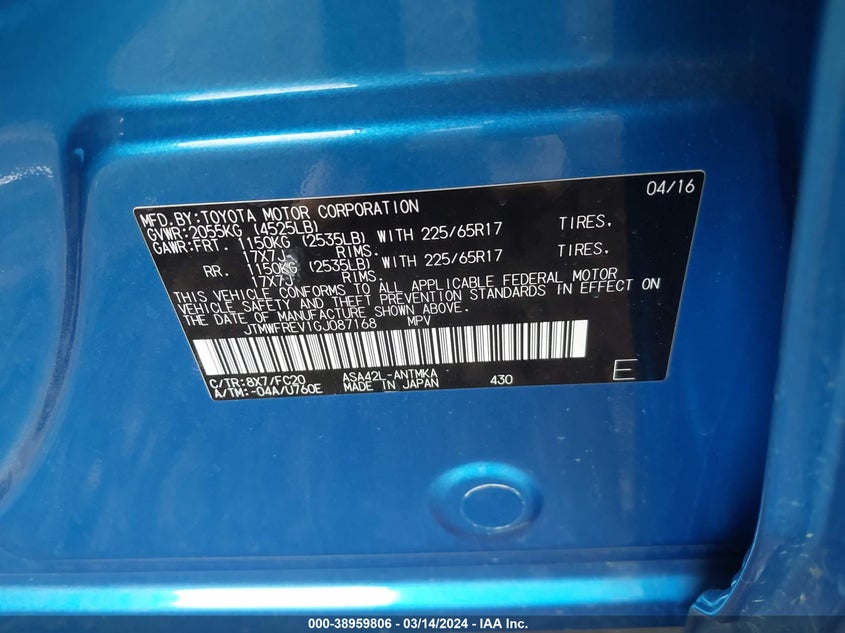 MFD.BY:TOYOTA MOTOR CORPORATION 04/16
GVWR:2055KG (4525LB)
GAWR:FRT. 1150KG (2535LB) WITH 225/65R17 TIRES.
17X7J RIMS.
RR. 1150KG (2535LB) WITH 225/65R17 TIRES.
17X7J RIMS.
THIS VEHICLE CONFORMS TO ALL APPLICABLE FEDERAL MOTOR
VEHICLE SAFETY AND THEFT PREVENTION STANDARDS IN EFFECT ON
THE DATE OF MANUFACTURE SHOWN ABOVE.
JTMWFREV1GJ087168 MPV
C/TR:8X7/FC20 ASA42L-ANTMKA
A/TM:-04A/U760E MADE IN JAPAN 430 E
000-38959806 - 03/14/2024 - IAA Inc.